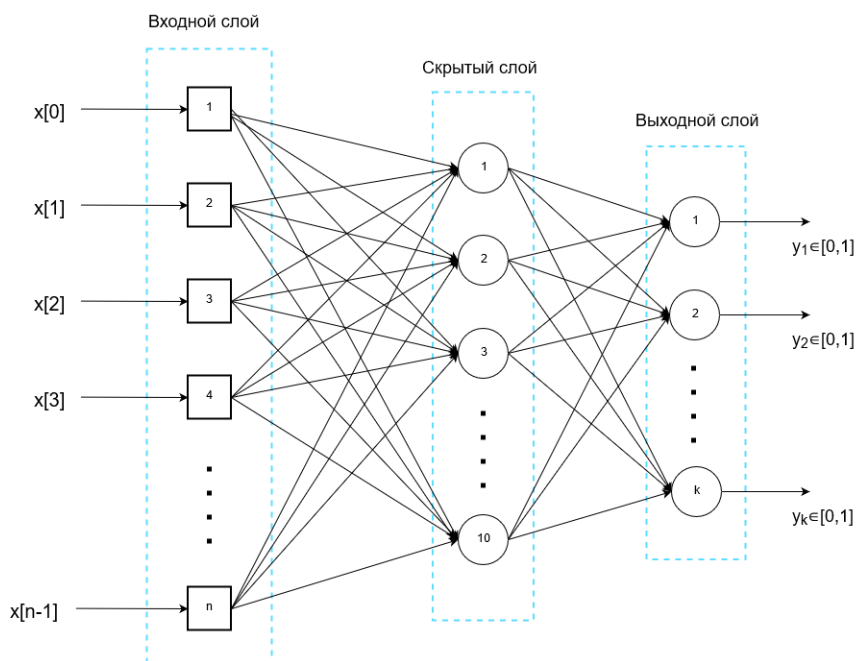 Входной слой
Скрытый слой
Выходной слой
x[0]
1
x[1]
2
x[2]
3
x[3]
4
x[n-1]
n
1
2
3
10
1
2
k
y1∈[0,1]
y2∈[0,1]
yk∈[0,1]